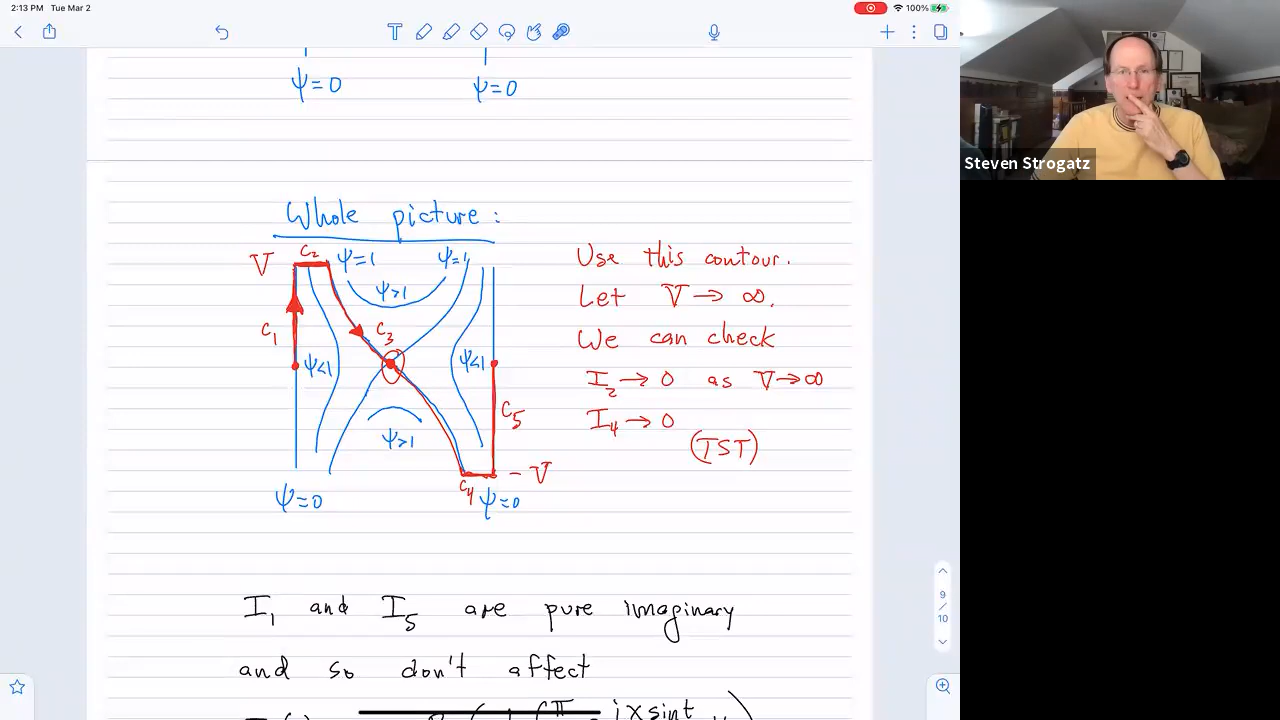 2:13 PM Tue Mar 2
100%
ψ=0 ψ=0
Steven Strogatz
Whole picture:
V C2 ψ=1 ψ=1
ψ>1
C1 C3
ψ<1 ψ<1
C5
ψ>1
C4 -V
ψ=0 ψ=0
Use this contour.
Let V → ∞.
We can check
I2 → 0 as V→∞
I4 → 0
(TST)
9
/
10
I1 and I5 are pure imaginary
and so don't affect
π ix sint